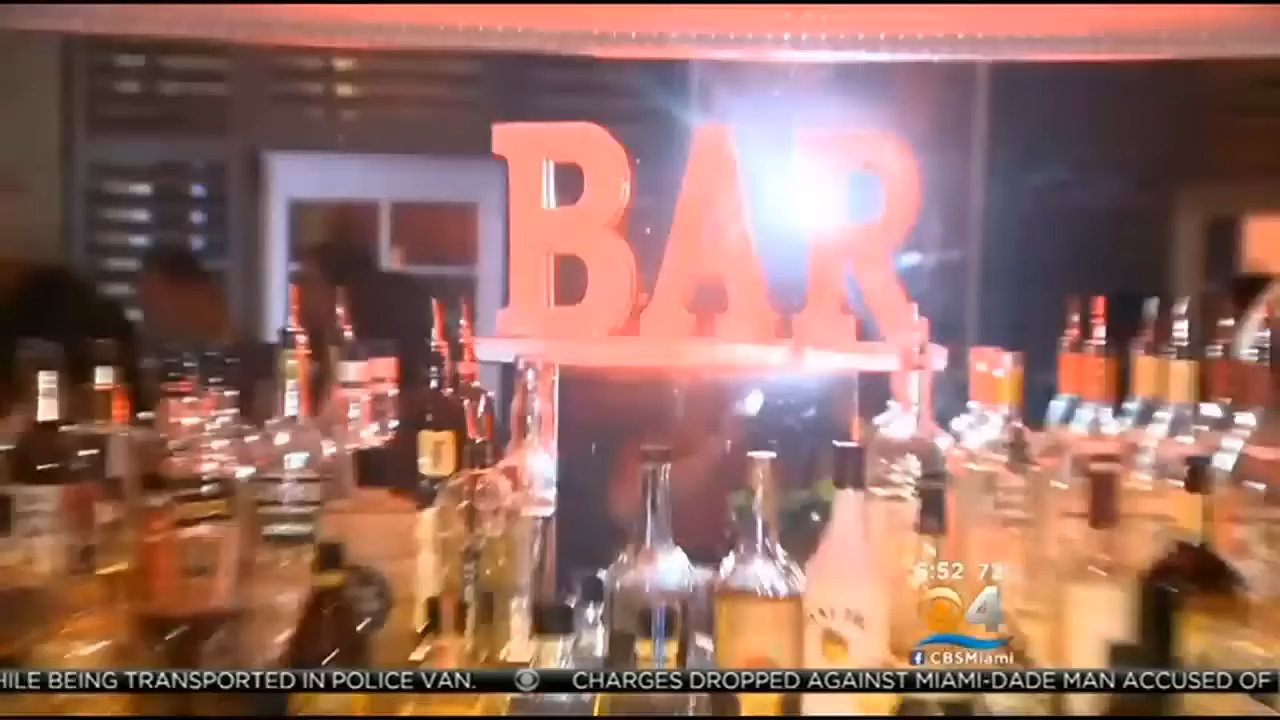 BAR
5:52 72
4
CBSMiami
HILE BEING TRANSPORTED IN POLICE VAN. CHARGES DROPPED AGAINST MIAMI-DADE MAN ACCUSED OF